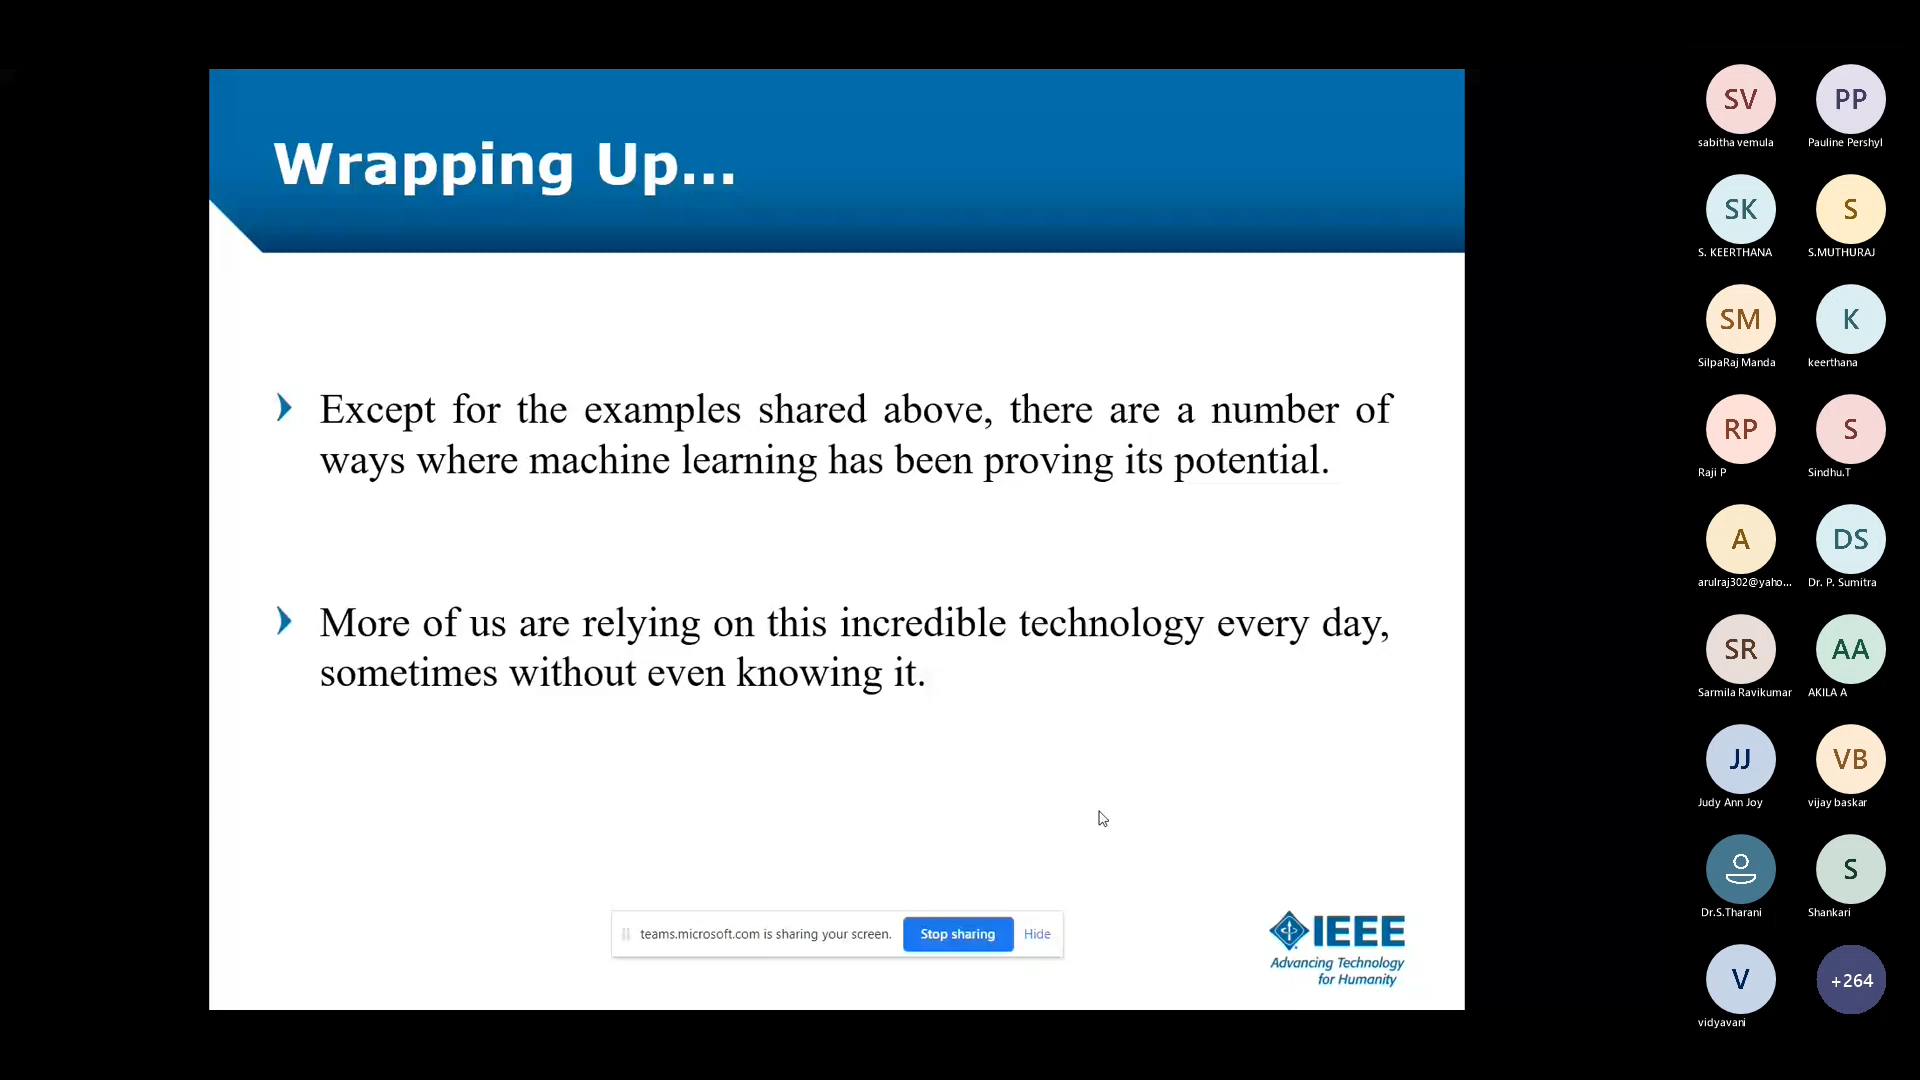 Wrapping Up...
Except for the examples shared above, there are a number of
ways where machine learning has been proving its potential.
More of us are relying on this incredible technology every day,
sometimes without even knowing it.
teams.microsoft.com is sharing your screen.
Stop sharing
Hide
IEEE
Advancing Technology
for Humanity
SV
PP
sabitha vemula
Pauline Pershyl
SK
S
S. KEERTHANA
S.MUTHURAJ
SM
K
SilpaRaj Manda
keerthana
RP
S
Raji P
Sindhu.T
A
DS
arulraj302@yaho...
Dr. P. Sumitra
SR
AA
Sarmila Ravikumar
AKILA A
JJ
VB
Judy Ann Joy
vijay baskar
S
Dr.S.Tharani
Shankari
V
+264
vidyavani